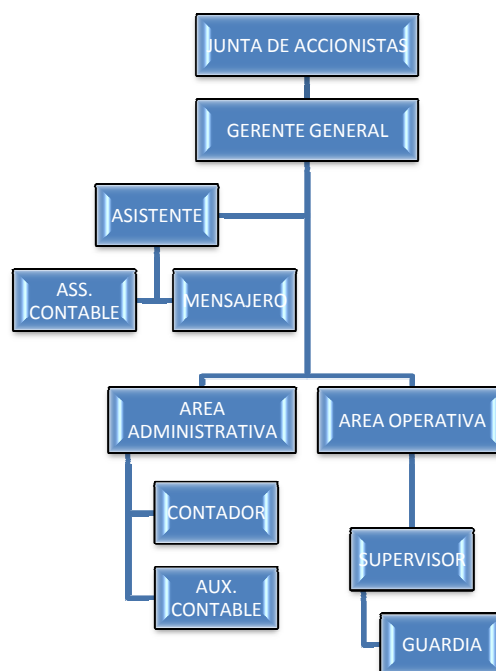 JUNTA DE ACCIONISTAS
GERENTE GENERAL
ASISTENTE
ASS.
CONTABLE
MENSAJERO
AREA
ADMINISTRATIVA
AREA OPERATIVA
CONTADOR
AUX.
CONTABLE
SUPERVISOR
GUARDIA